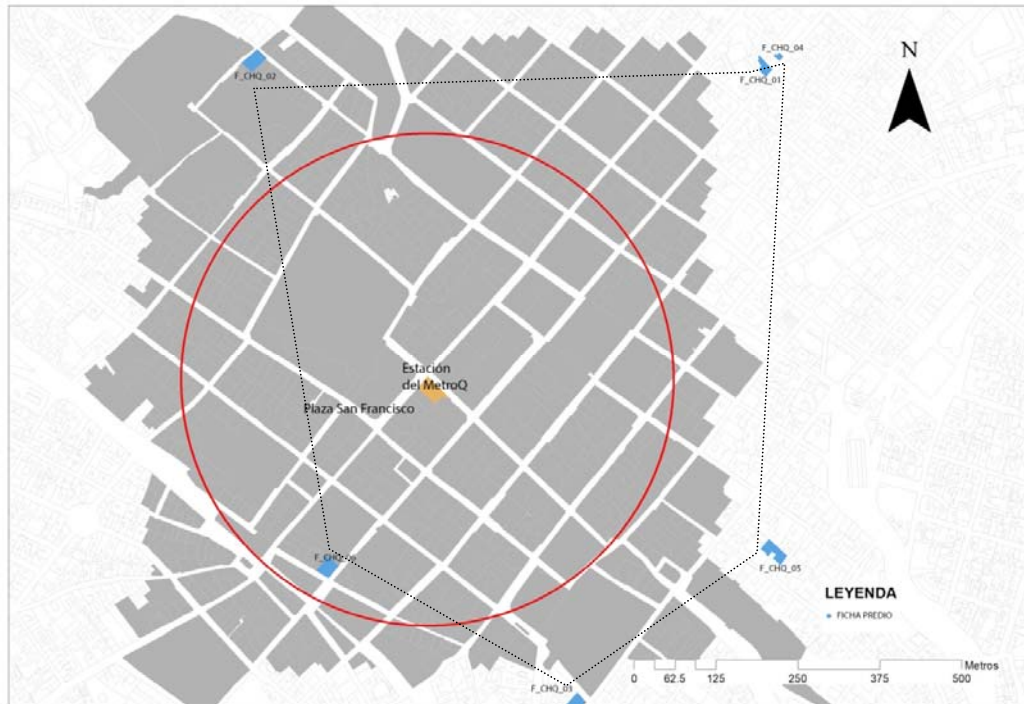 F_CHQ_04
N
F_CHQ_02
F_CHQ_01
Estación
del MetroQ
Plaza San Francisco
F_CHQ_05
LEYENDA
FICHA PREDIO
Metros
0 62.5 125 250 375 500
F_CHQ_03